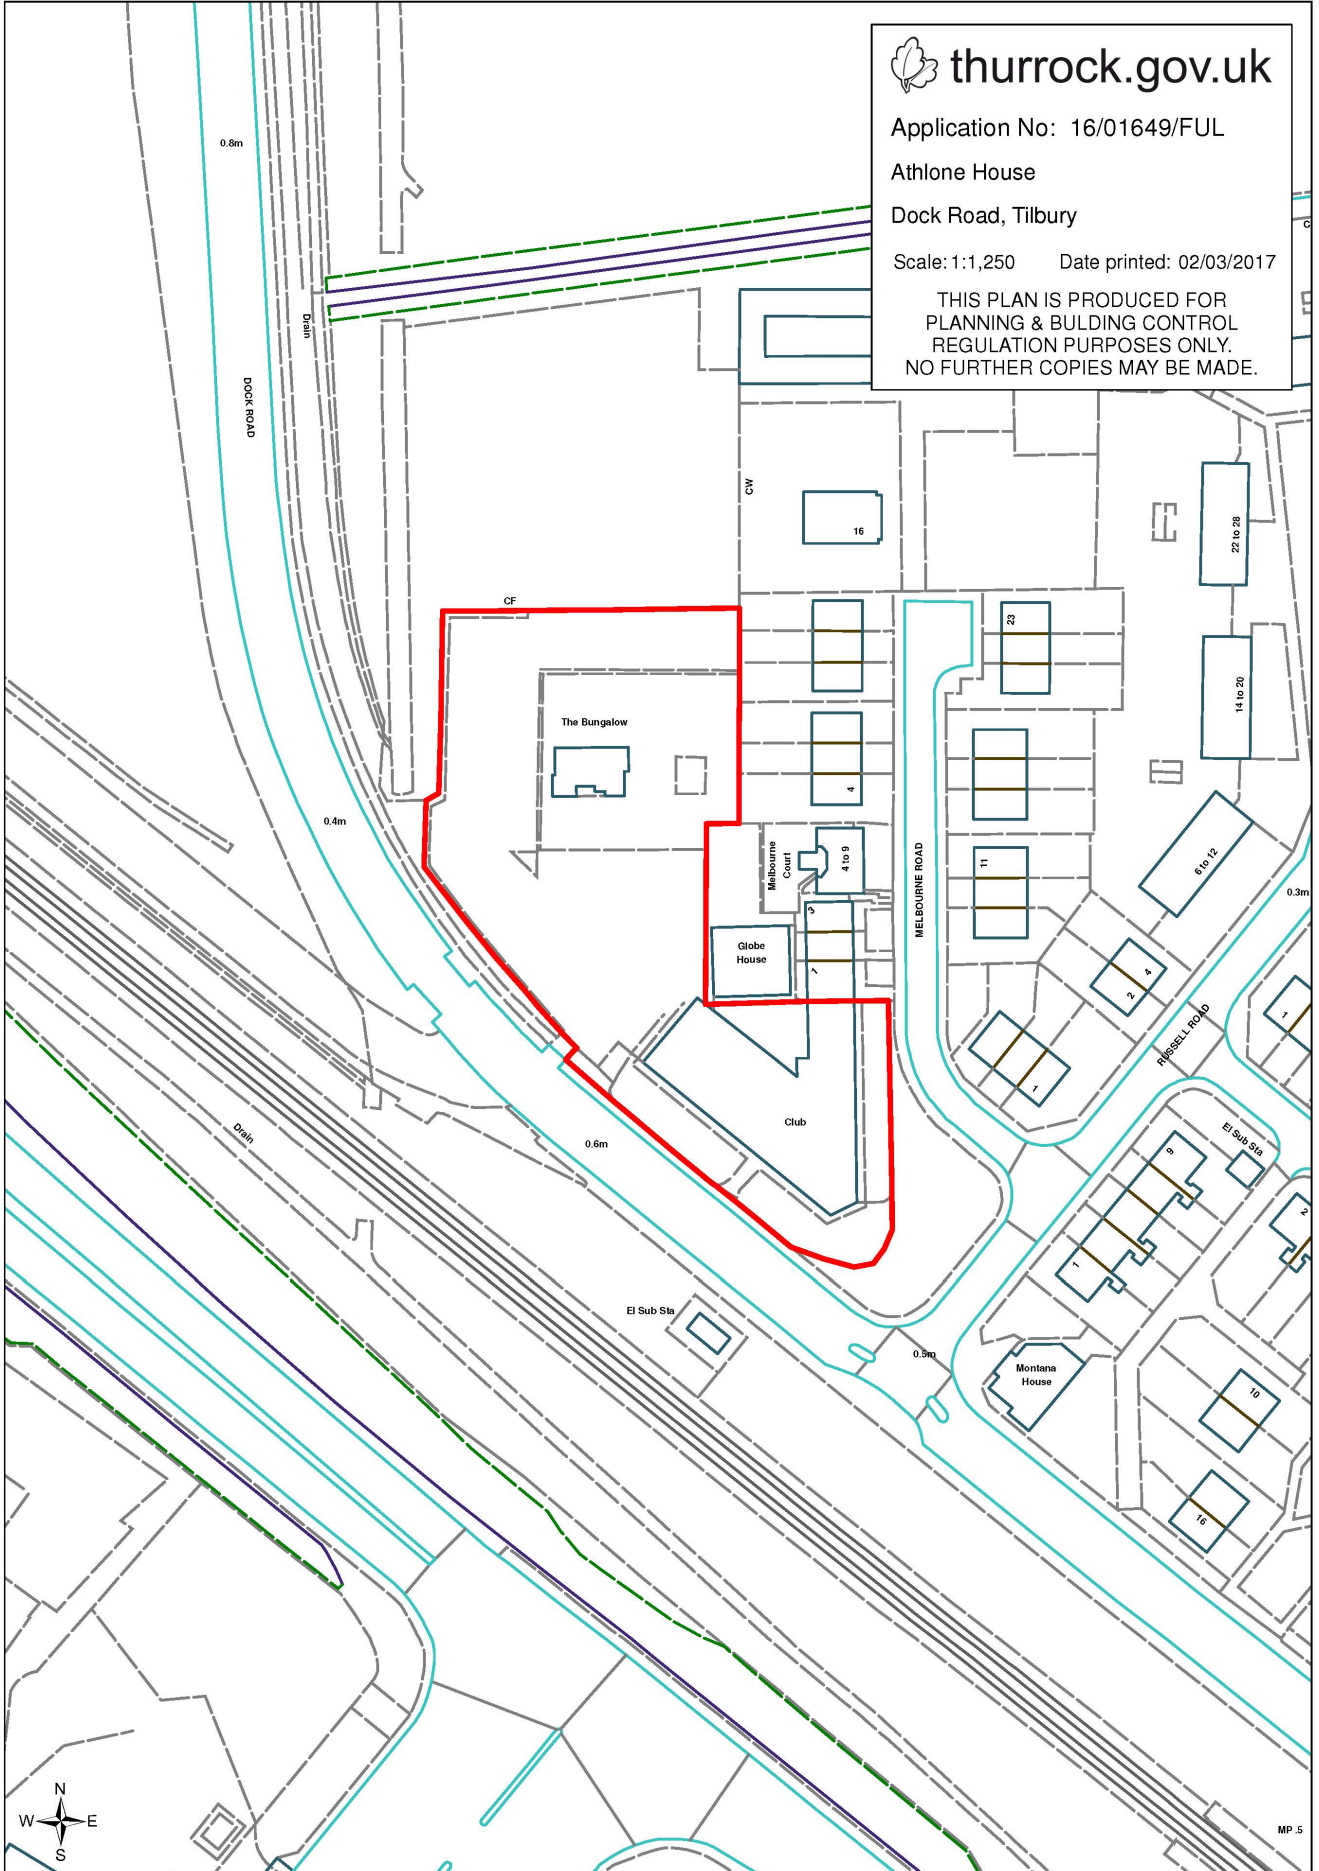 thurrock.gov.uk
Application No: 16/01649/FUL
Athlone House
Dock Road, Tilbury
Scale: 1:1,250 Date printed: 02/03/2017
THIS PLAN IS PRODUCED FOR
PLANNING & BULDING CONTROL
REGULATION PURPOSES ONLY.
NO FURTHER COPIES MAY BE MADE.
0.8m
Drain
DOCK ROAD
CW
16
22 to 28
CF
23
14 to 20
The Bungalow
4
0.4m
Melbourne
Court
4 to 9
MELBOURNE ROAD
11
6 to 12
0.3m
3
Globe
House
1
4
2
1
RUSSELL ROAD
1
Club
Drain
0.6m
El Sub Sta
9
2
1
El Sub Sta
0.5m
Montana
House
10
16
N
W E
S
MP .5